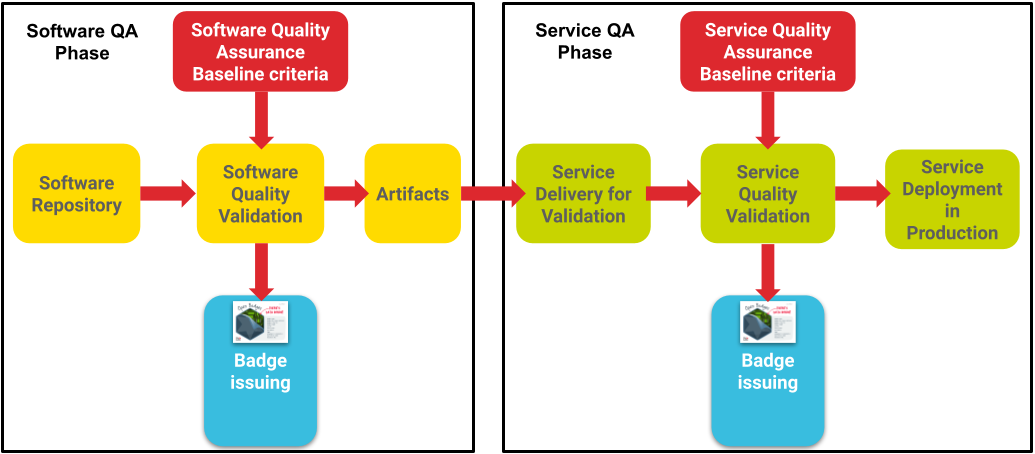 Software QA
Phase
Software Quality
Assurance
Baseline criteria
Software
Repository
Software
Quality
Validation
Artifacts
Badge
issuing
Service QA
Phase
Service Quality
Assurance
Baseline criteria
Service
Delivery for
Validation
Service
Quality
Validation
Service
Deployment
in
Production
Badge
issuing